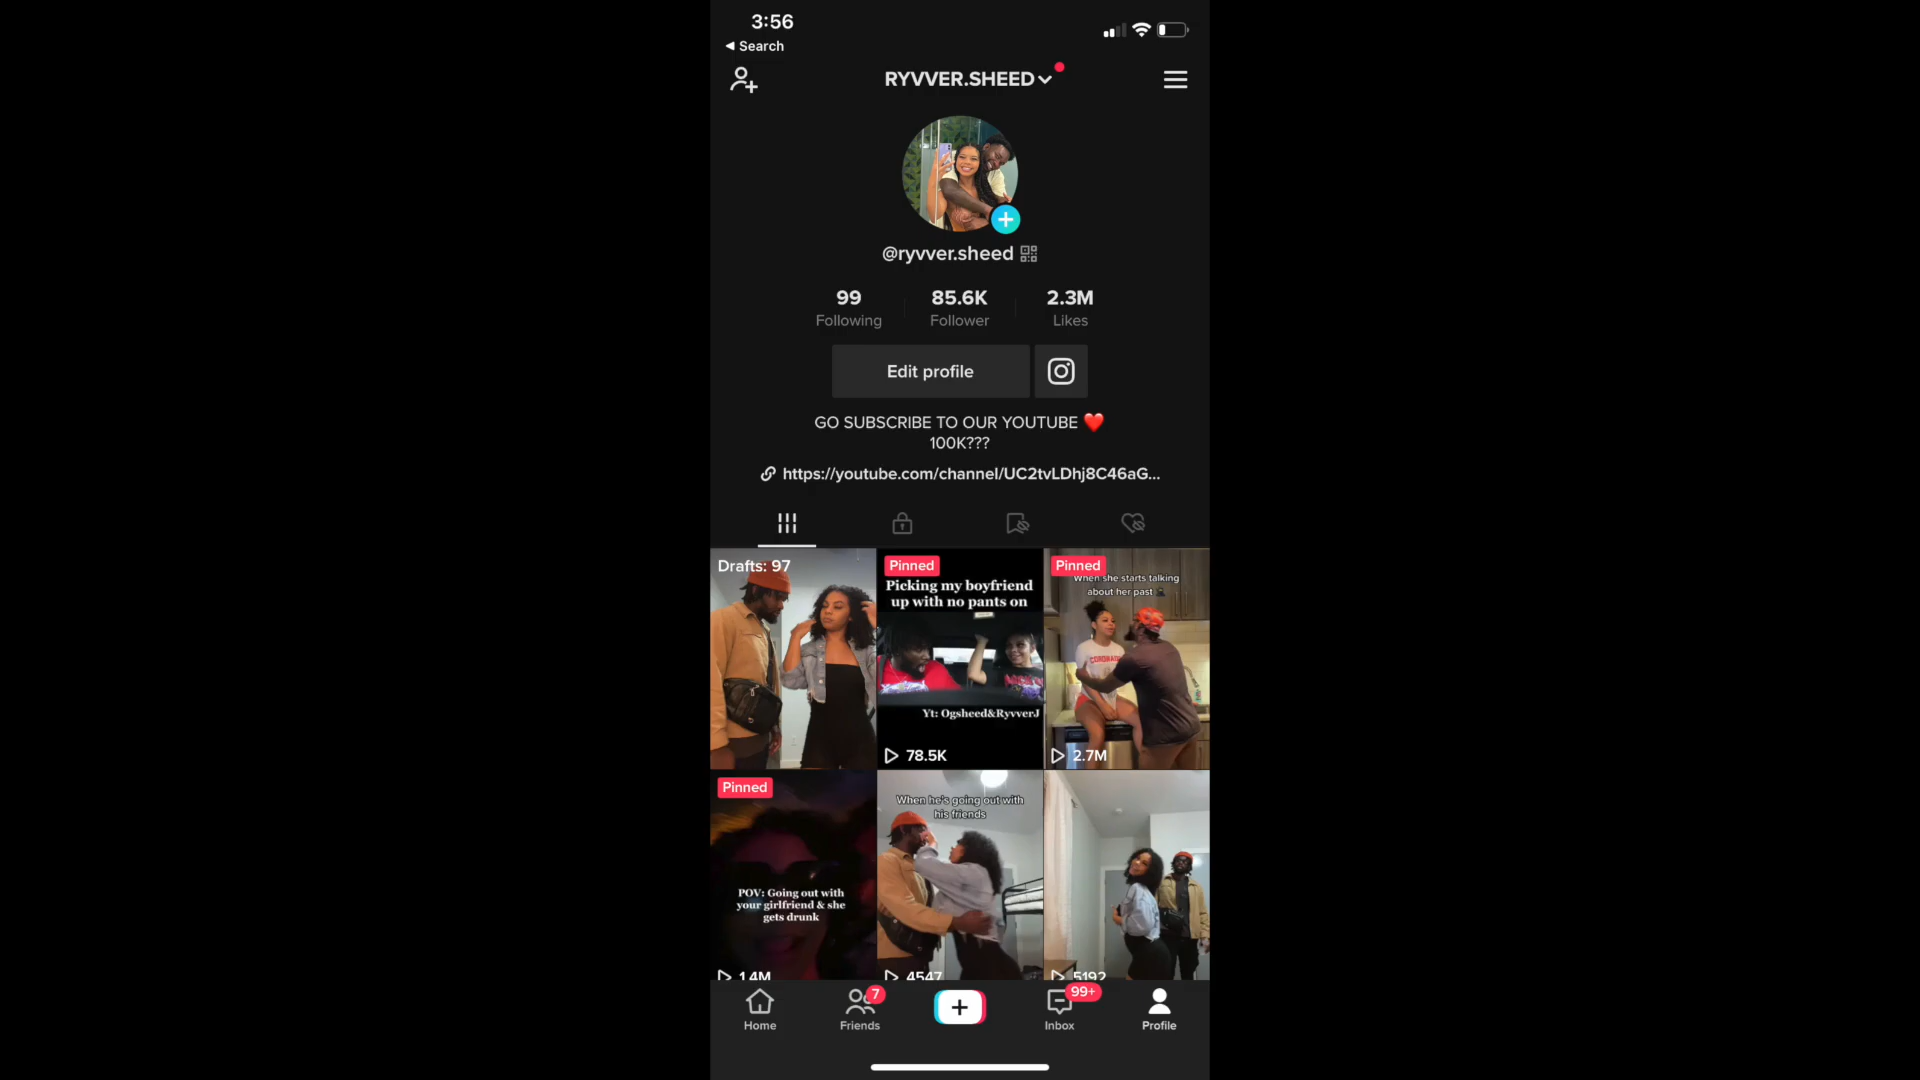 3:56
◀ Search
RYVVER.SHEED
@ryvver.sheed
99 85.6K 2.3M
Following Follower Likes
Edit profile
GO SUBSCRIBE TO OUR YOUTUBE ❤️
100K???
https://youtube.com/channel/UC2tvLDhj8C46aG...
Drafts: 97
Pinned
Picking my boyfriend
up with no pants on
Yt: Ogsheed&RyvverJ
78.5K
Pinned
When she starts talking
about her past
2.7M
Pinned
POV: Going out with
your girlfriend & she
gets drunk
1.4M
When he's going out with
his friends
4547
5192
7
99+
Home Friends Inbox Profile